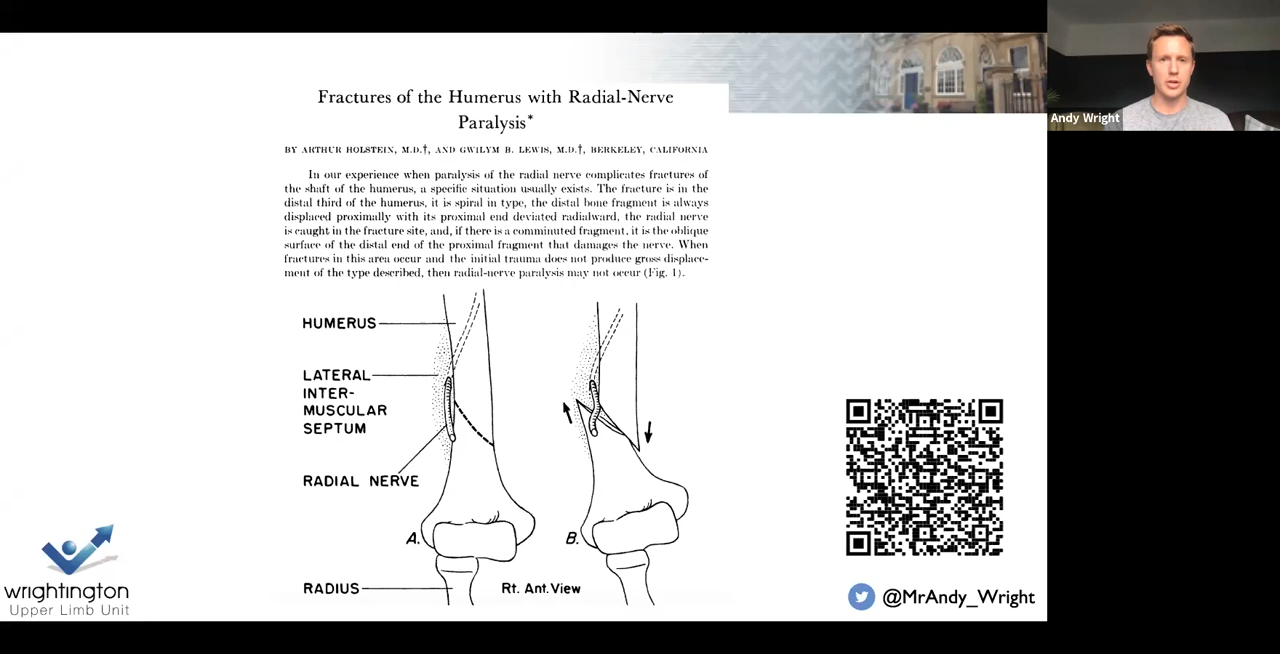 Andy Wright
Fractures of the Humerus with Radial-Nerve
Paralysis*
BY ARTHUR HOLSTEIN, M.D.†, AND GWILYM B. LEWIS, M.D.†, BERKELEY, CALIFORNIA
In our experience when paralysis of the radial nerve complicates fractures of
the shaft of the humerus, a specific situation usually exists. The fracture is in the
distal third of the humerus, it is spiral in type, the distal bone fragment is always
displaced proximally with its proximal end deviated radialward, the radial nerve
is caught in the fracture site, and, if there is a comminuted fragment, it is the oblique
surface of the distal end of the proximal fragment that damages the nerve. When
fractures in this area occur and the initial trauma does not produce gross displace-
ment of the type described, then radial-nerve paralysis may not occur (Fig. 1).
HUMERUS
LATERAL
INTER-
MUSCULAR
SEPTUM
RADIAL NERVE
A.
B.
RADIUS
Rt. Ant. View
wrightington
Upper Limb Unit
@MrAndy_Wright